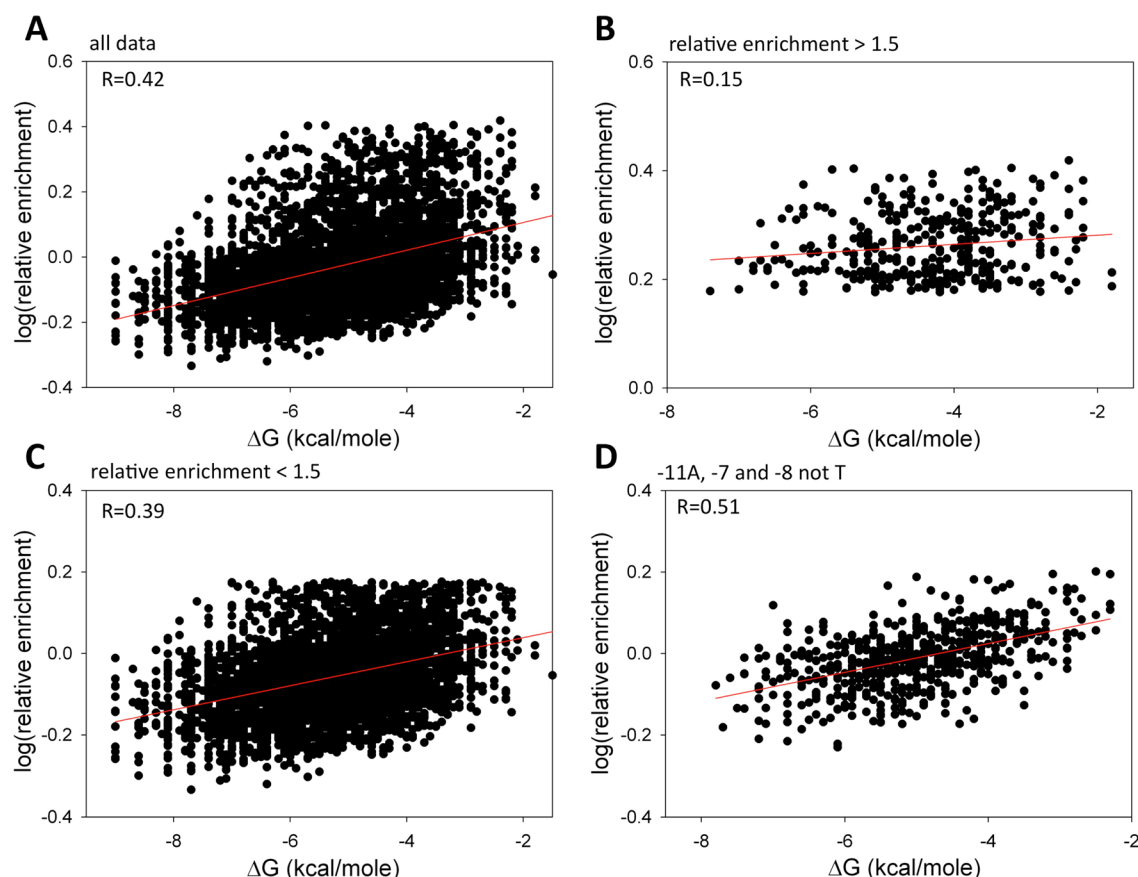 A
all data
R=0.42
log(relative enrichment)
0.6
0.4
0.2
0.0
-0.2
-0.4
-8
-6
-4
-2
ΔG (kcal/mole)
B
relative enrichment > 1.5
R=0.15
log(relative enrichment)
0.6
0.4
0.2
0.0
-8
-6
-4
-2
ΔG (kcal/mole)
C
relative enrichment < 1.5
R=0.39
log(relative enrichment)
0.4
0.2
0.0
-0.2
-0.4
-8
-6
-4
-2
ΔG (kcal/mole)
D
-11A, -7 and -8 not T
R=0.51
log(relative enrichment)
0.4
0.2
0.0
-0.2
-0.4
-8
-6
-4
-2
ΔG (kcal/mole)